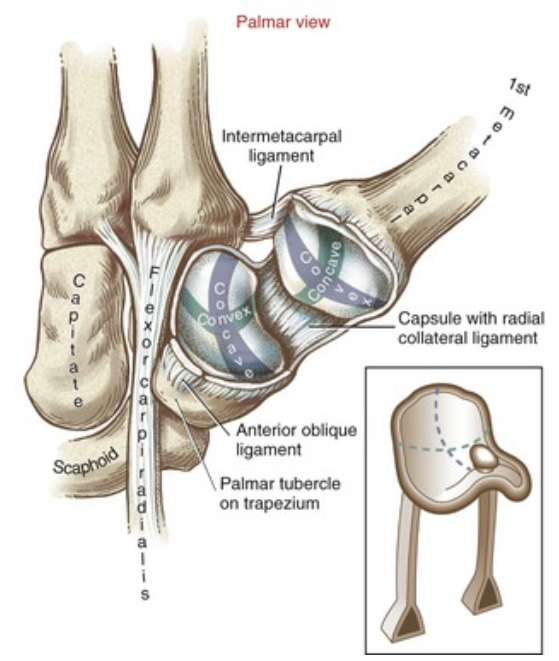 Palmar view
1st metacarpal
Intermetacarpal
ligament
Concave
Convex
Capitate
Flexor carpi radialis
Convex
Concave
Capsule with radial
collateral ligament
Anterior oblique
ligament
Scaphoid
Palmar tubercle
on trapezium